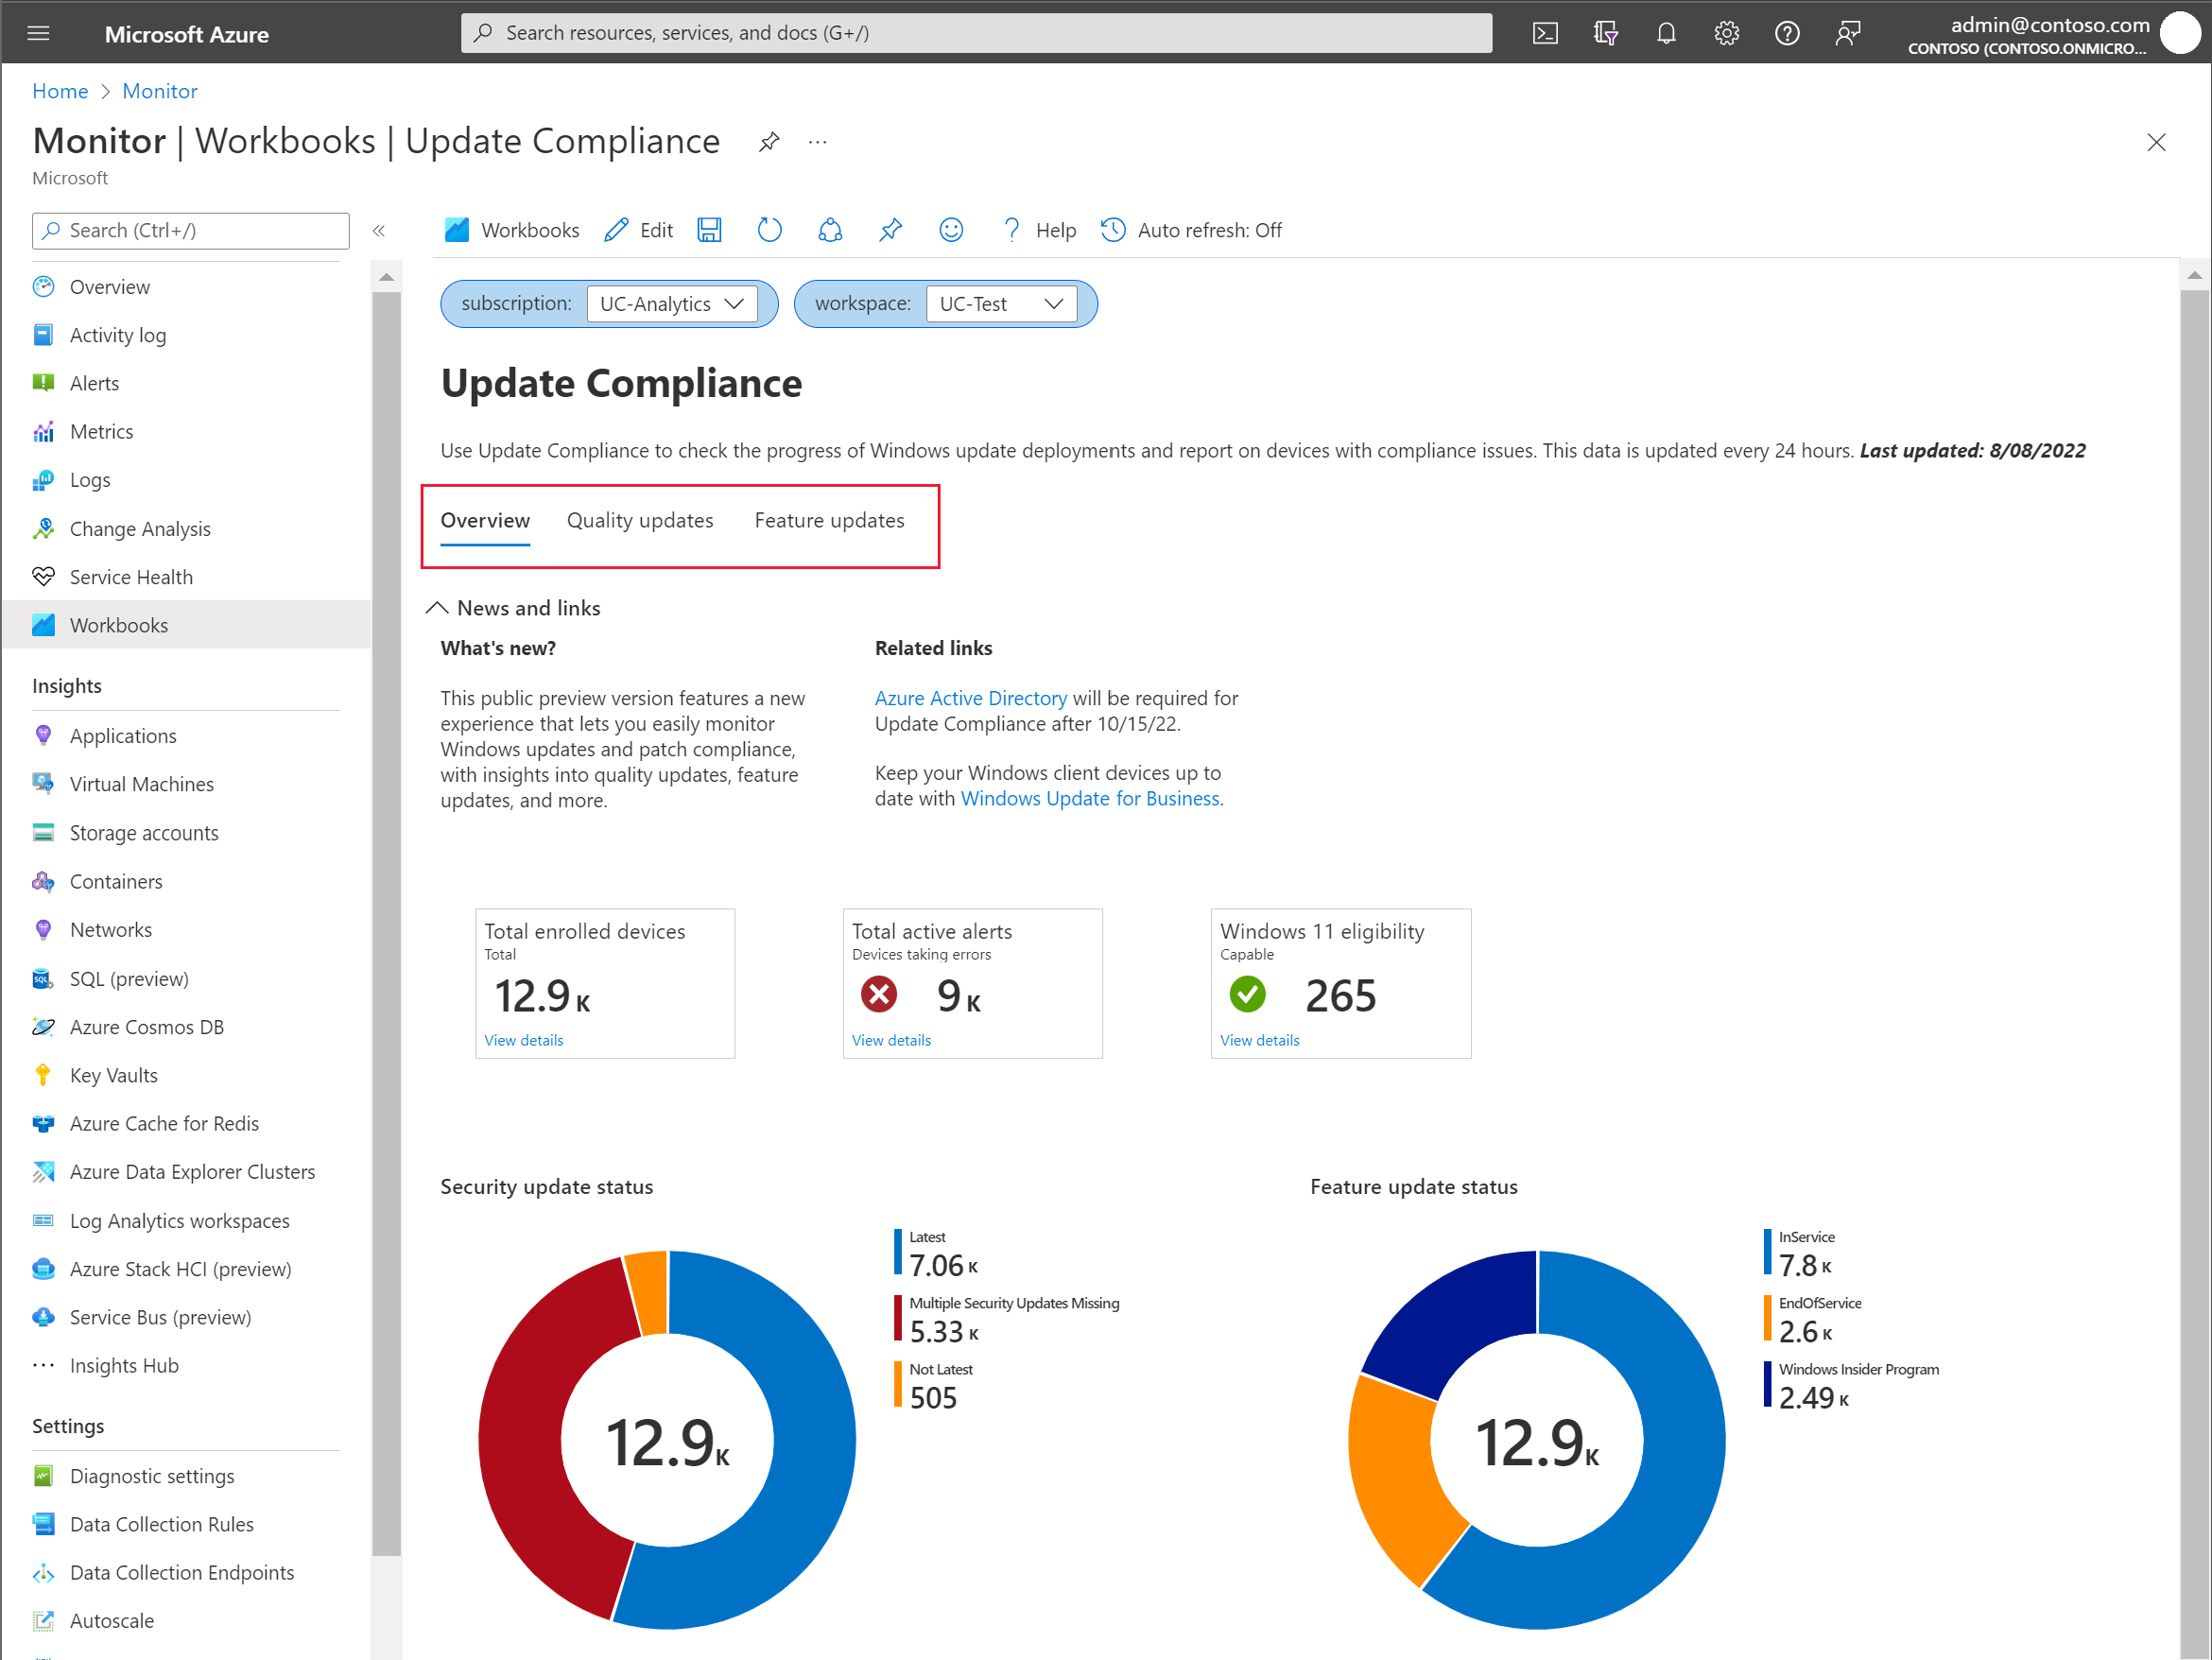 Microsoft Azure
Search resources, services, and docs (G+/)
admin@contoso.com
CONTOSO (CONTOSO.ONMICRO...
Home > Monitor
Monitor | Workbooks | Update Compliance
...
Microsoft
Search (Ctrl+/)
«
Overview
Activity log
Alerts
Metrics
Logs
Change Analysis
Service Health
Workbooks
Insights
Applications
Virtual Machines
Storage accounts
Containers
Networks
SQL (preview)
Azure Cosmos DB
Key Vaults
Azure Cache for Redis
Azure Data Explorer Clusters
Log Analytics workspaces
Azure Stack HCI (preview)
Service Bus (preview)
Insights Hub
Settings
Diagnostic settings
Data Collection Rules
Data Collection Endpoints
Autoscale
Workbooks Edit Help Auto refresh: Off
subscription: UC-Analytics workspace: UC-Test
Update Compliance
Use Update Compliance to check the progress of Windows update deployments and report on devices with compliance issues. This data is updated every 24 hours. Last updated: 8/08/2022
Overview Quality updates Feature updates
News and links
What's new?
This public preview version features a new
experience that lets you easily monitor
Windows updates and patch compliance,
with insights into quality updates, feature
updates, and more.
Related links
Azure Active Directory will be required for
Update Compliance after 10/15/22.
Keep your Windows client devices up to
date with Windows Update for Business.
Total enrolled devices
Total
12.9 K
View details
Total active alerts
Devices taking errors
9 K
View details
Windows 11 eligibility
Capable
265
View details
Security update status
12.9 K
Latest
7.06 K
Multiple Security Updates Missing
5.33 K
Not Latest
505
Feature update status
12.9 K
InService
7.8 K
EndOfService
2.6 K
Windows Insider Program
2.49 K